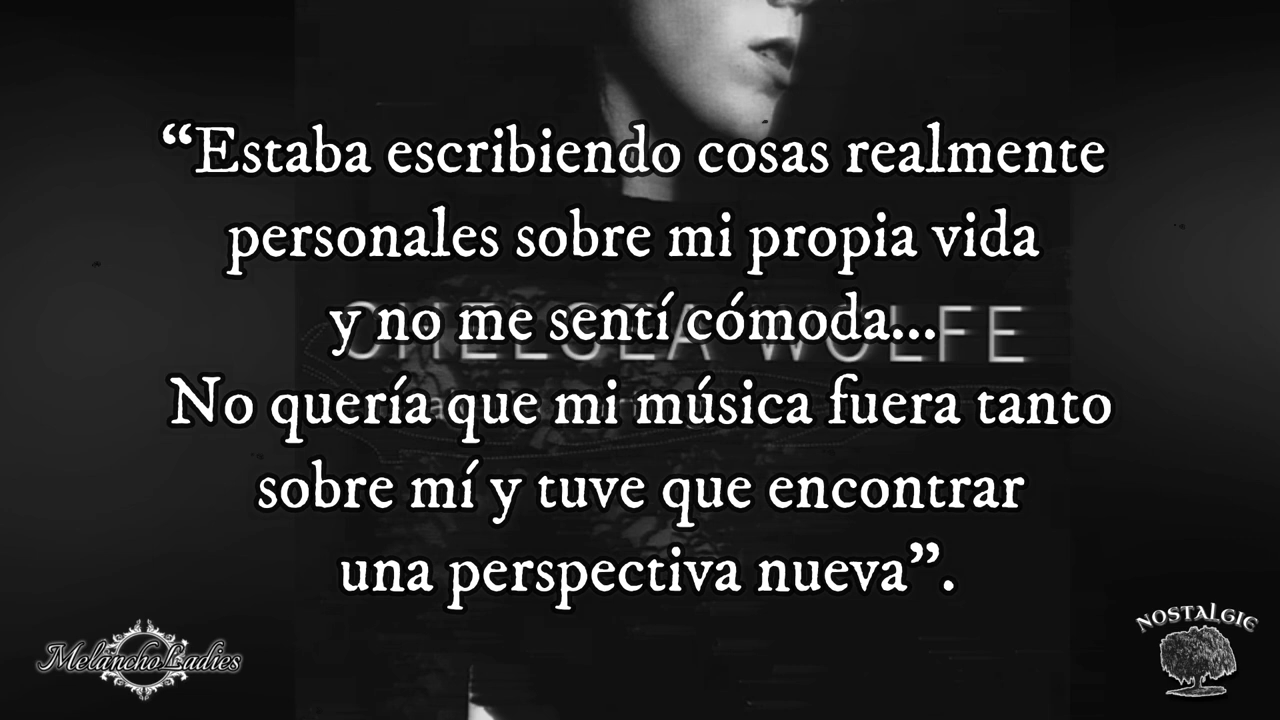 “Estaba escribiendo cosas realmente
personales sobre mi propia vida
y no me sentí cómoda...
CHELSEA WOLFE
No quería que mi música fuera tanto
sobre mí y tuve que encontrar
una perspectiva nueva”.
MelanchoLadies
NOSTALGIE